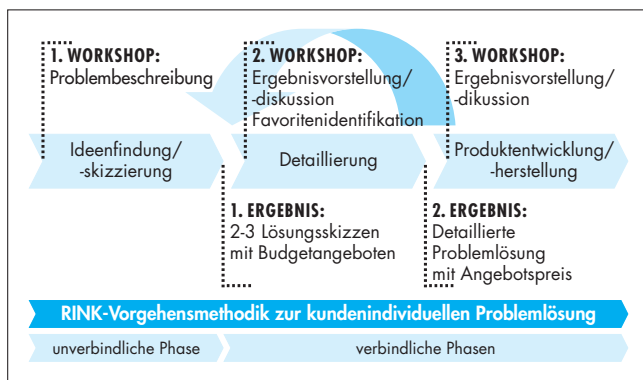 1. WORKSHOP:
Problembeschreibung
2. WORKSHOP:
Ergebnisvorstellung/
-diskussion
Favoritenidentifikation
3. WORKSHOP:
Ergebnisvorstellung/
-dikussion
Ideenfindung/
-skizzierung
Detaillierung
Produktentwicklung/
-herstellung
1. ERGEBNIS:
2-3 Lösungsskizzen
mit Budgetangeboten
2. ERGEBNIS:
Detaillierte
Problemlösung
mit Angebotspreis
RINK-Vorgehensmethodik zur kundenindividuellen Problemlösung
unverbindliche Phase
verbindliche Phasen